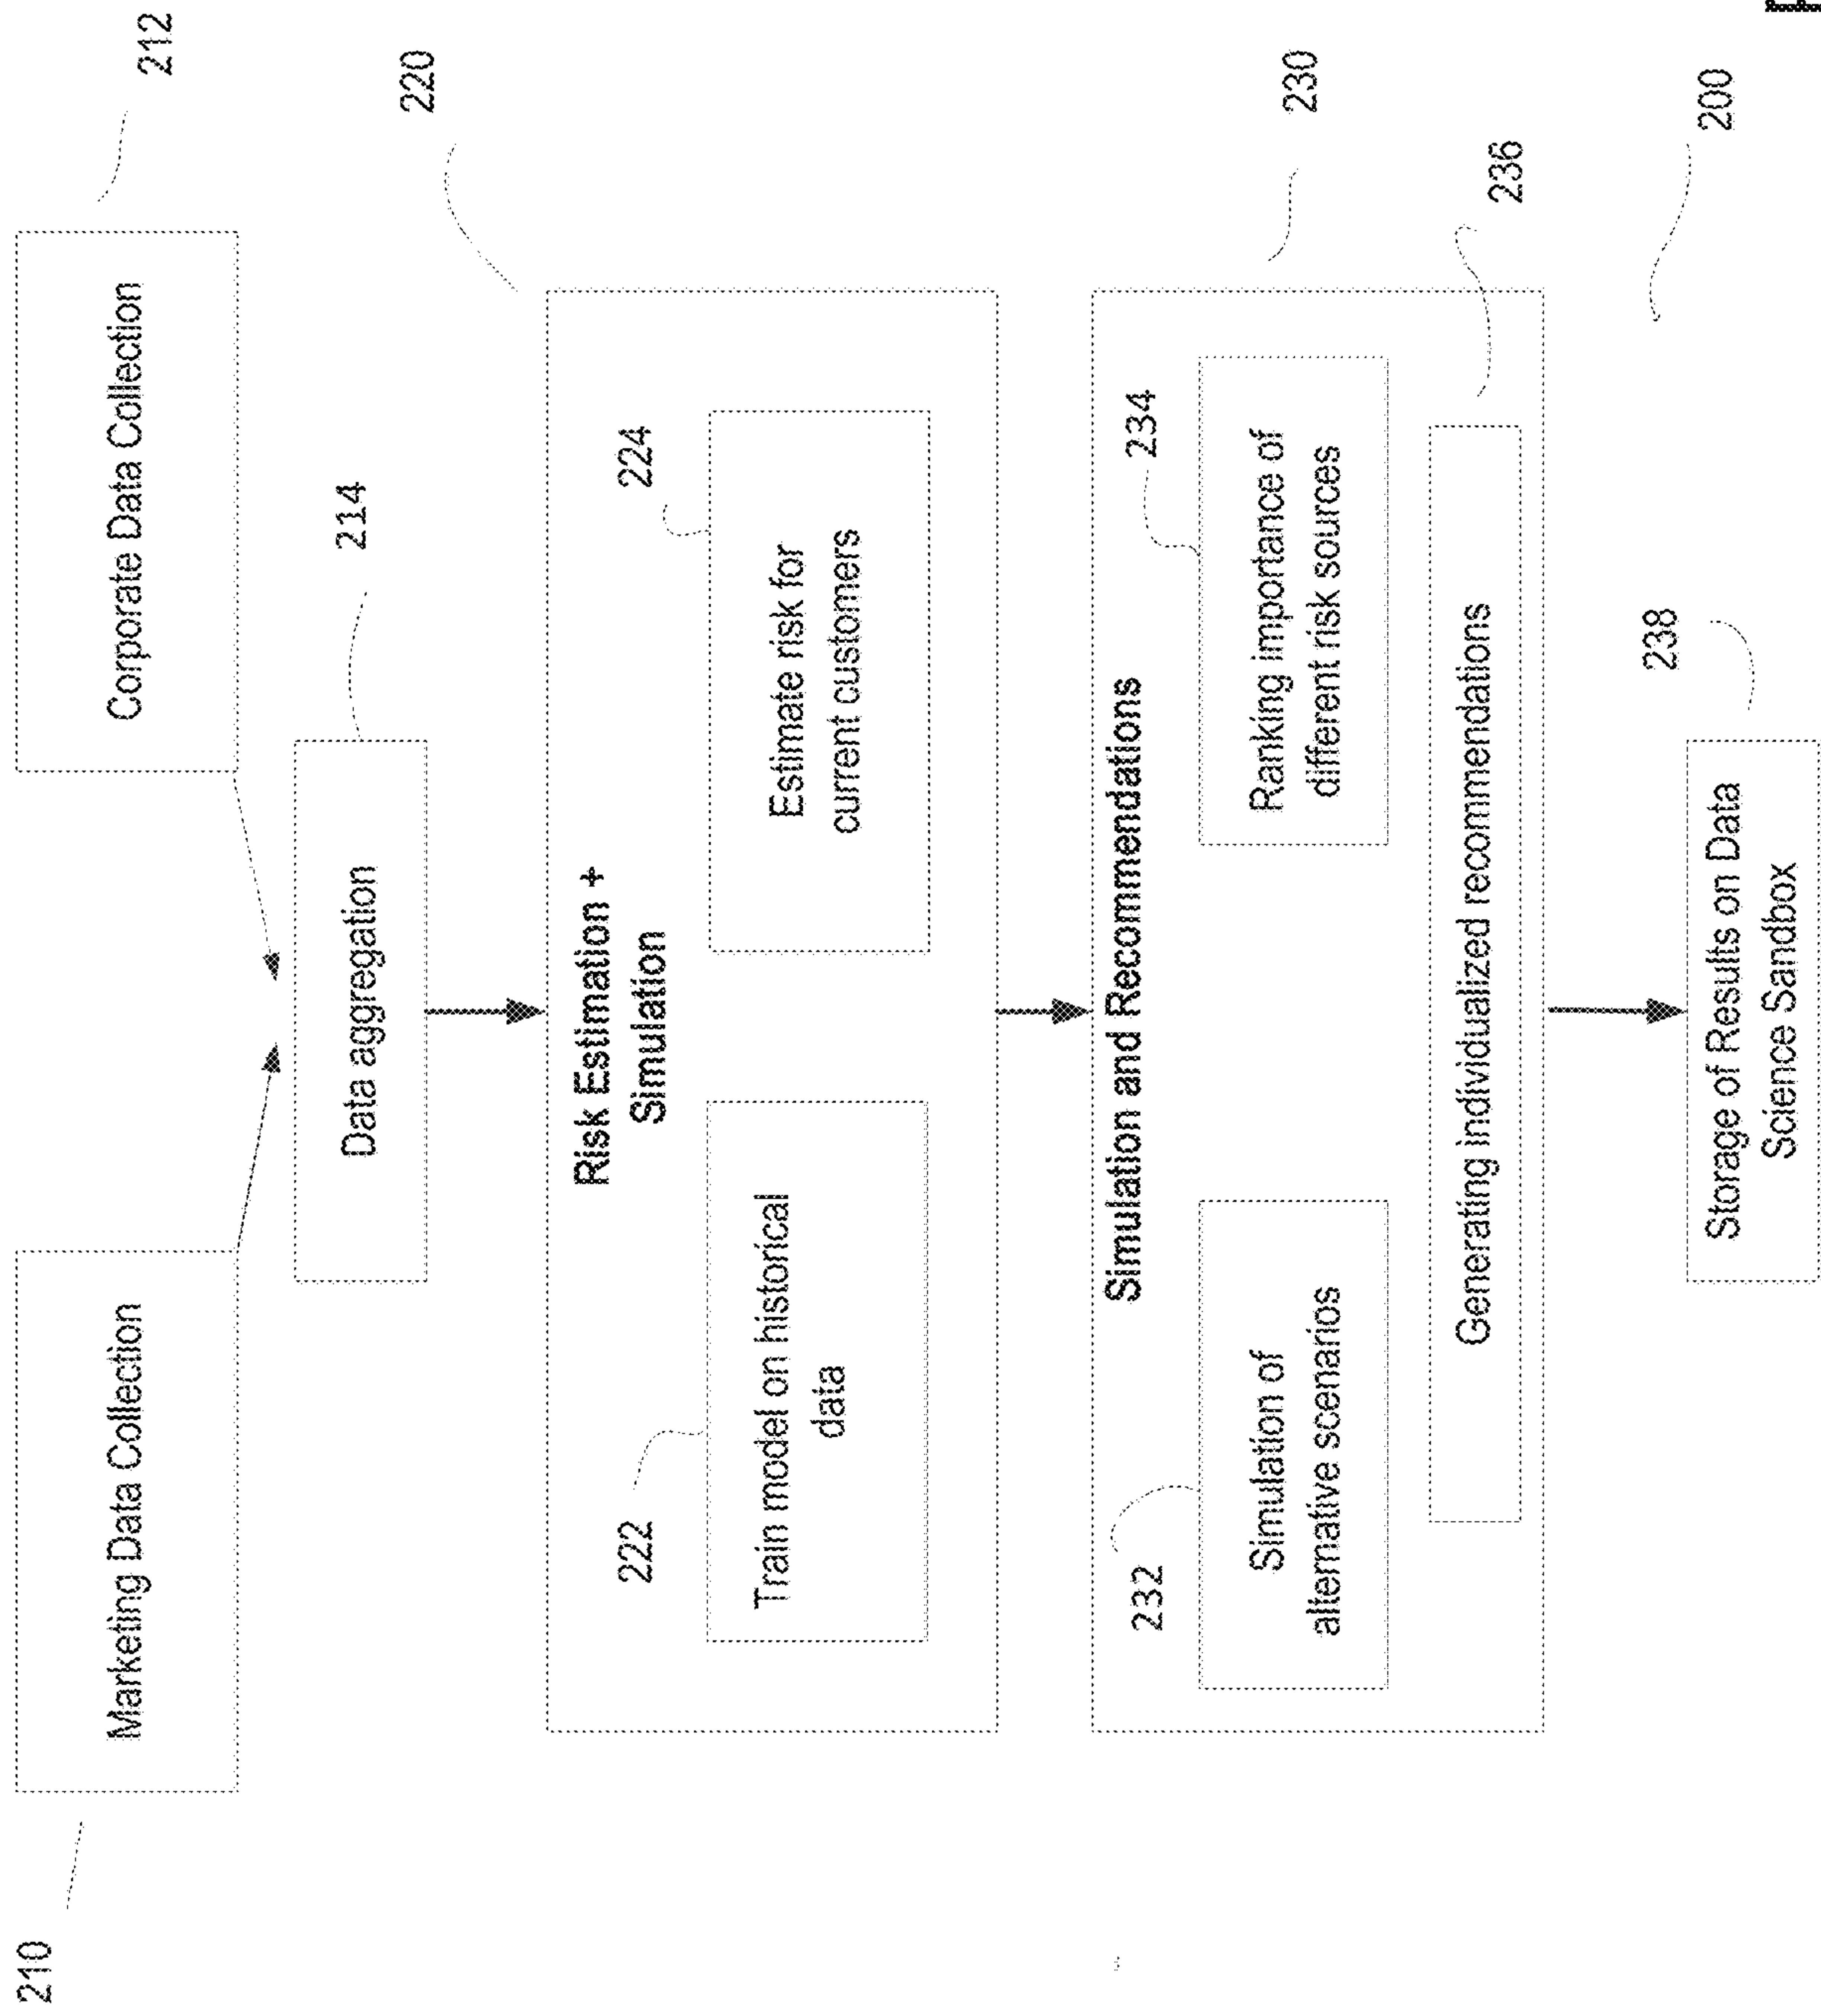 210
Marketing Data Collection
Corporate Data Collection
212
Data aggregation
214
220
Risk Estimation +
Simulation
222
Train model on historical
data
224
Estimate risk for
current customers
230
Simulation and Recommendations
232
Simulation of
alternative scenarios
234
Ranking importance of
different risk sources
Generating individualized recommendations
236
238
Storage of Results on Data
Science Sandbox
200